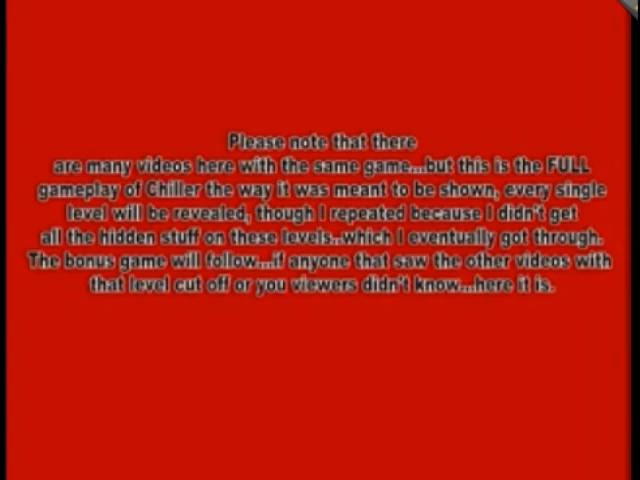 Please note that there
are many videos here with the same game...but this is the FULL
gameplay of Chiller the way it was meant to be shown, every single
level will be revealed, though I repeated because I didn't get
all the hidden stuff on these levels..which I eventually got through.
The bonus game will follow...if anyone that saw the other videos with
that level cut off or you viewers didn't know...here it is.